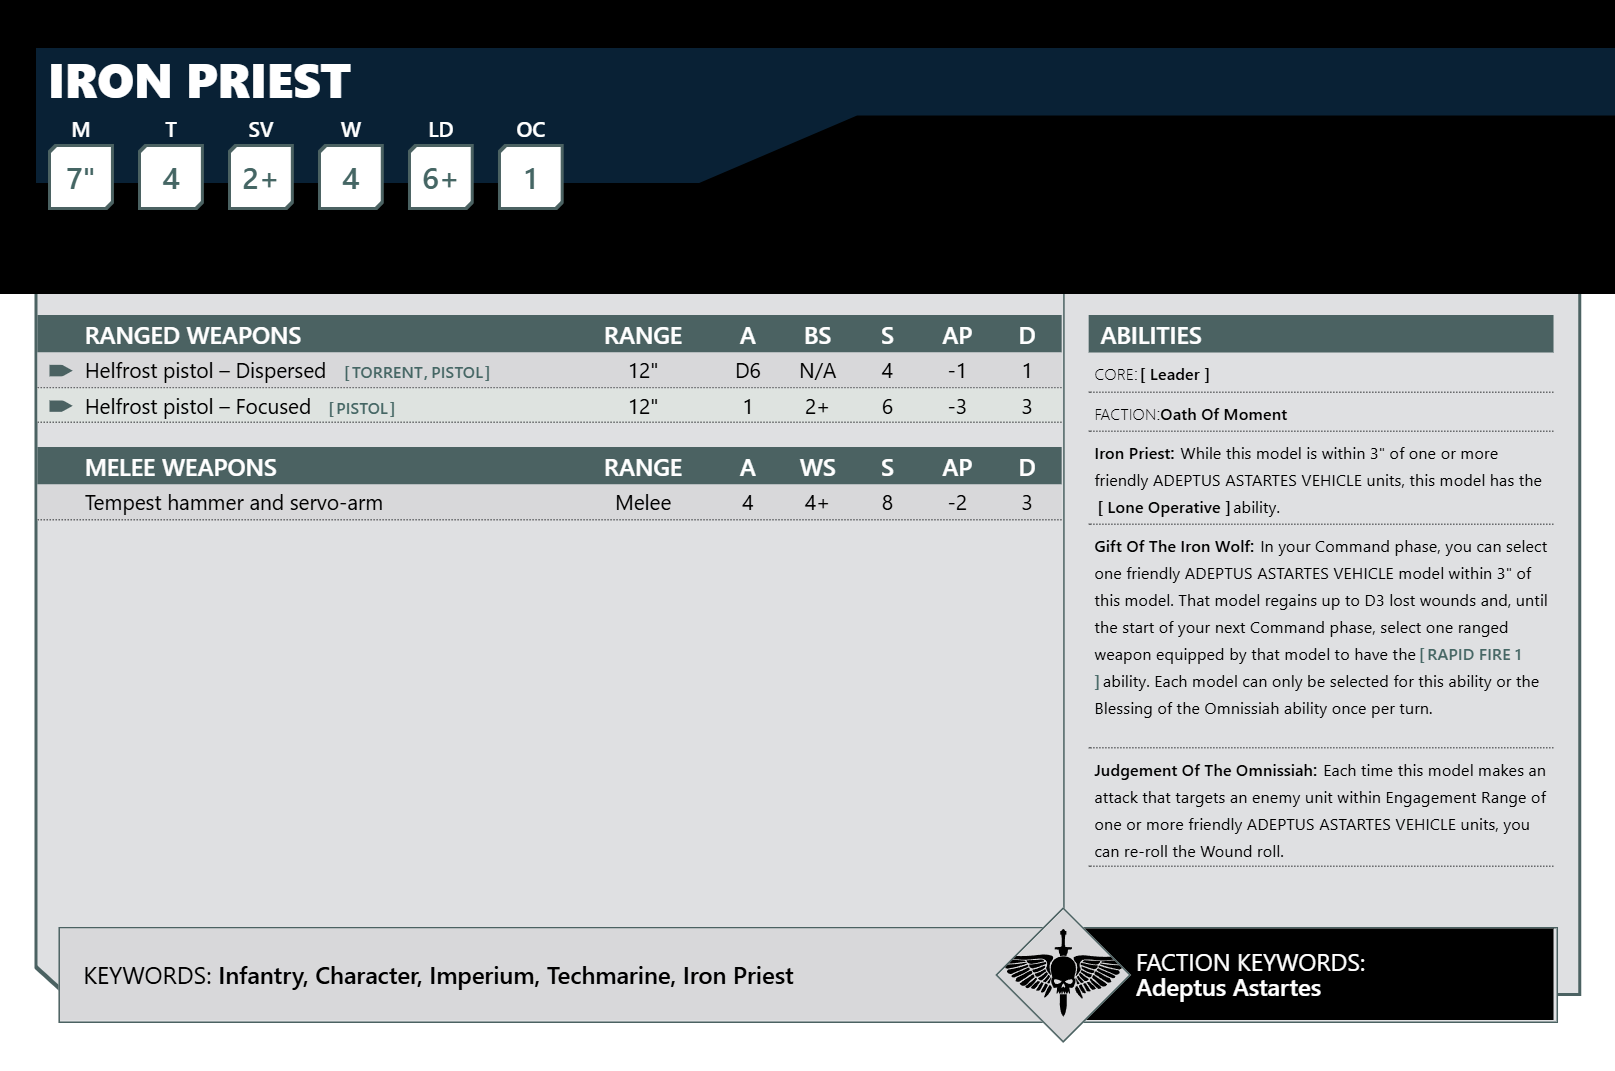 IRON PRIEST
M T SV W LD OC
7" 4 2+ 4 6+ 1
RANGED WEAPONS RANGE A BS S AP D
Helfrost pistol – Dispersed [TORRENT, PISTOL] 12" D6 N/A 4 -1 1
Helfrost pistol – Focused [PISTOL] 12" 1 2+ 6 -3 3
MELEE WEAPONS RANGE A WS S AP D
Tempest hammer and servo-arm Melee 4 4+ 8 -2 3
ABILITIES
CORE: [ Leader ]
FACTION:Oath Of Moment
Iron Priest: While this model is within 3" of one or more
friendly ADEPTUS ASTARTES VEHICLE units, this model has the
[ Lone Operative ] ability.
Gift Of The Iron Wolf: In your Command phase, you can select
one friendly ADEPTUS ASTARTES VEHICLE model within 3" of
this model. That model regains up to D3 lost wounds and, until
the start of your next Command phase, select one ranged
weapon equipped by that model to have the [ RAPID FIRE 1
] ability. Each model can only be selected for this ability or the
Blessing of the Omnissiah ability once per turn.
Judgement Of The Omnissiah: Each time this model makes an
attack that targets an enemy unit within Engagement Range of
one or more friendly ADEPTUS ASTARTES VEHICLE units, you
can re-roll the Wound roll.
KEYWORDS: Infantry, Character, Imperium, Techmarine, Iron Priest
FACTION KEYWORDS:
Adeptus Astartes